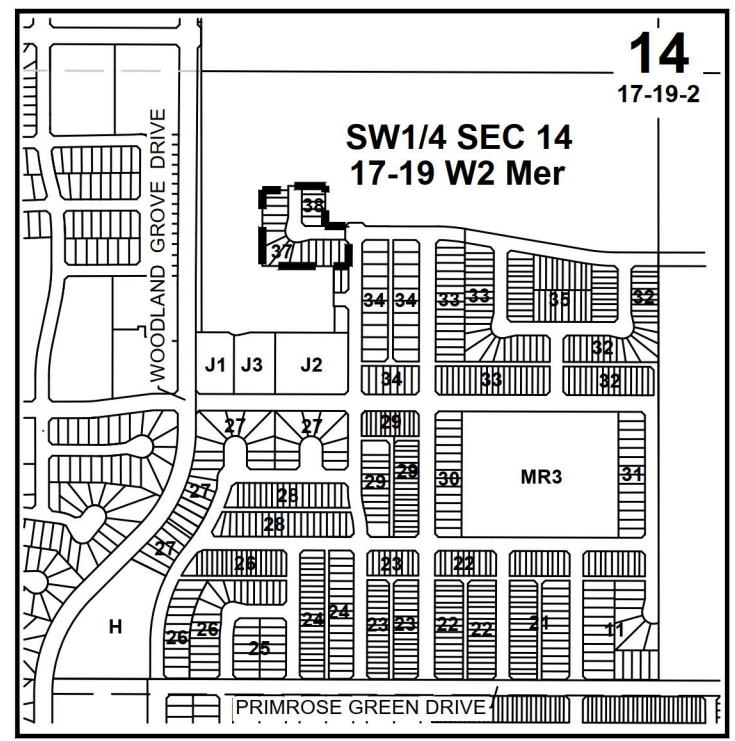 14
17-19-2
SW1/4 SEC 14
17-19 W2 Mer
WOODLAND GROVE DRIVE
38
37
34 34 33 33 35 32
32
J1 J3 J2
34 33 32
27 27 29
29 29 30 MR3 31
27
28
28
27 26 23 22
24 24 23 23 22 22 21 11
26 26 25
H
PRIMROSE GREEN DRIVE